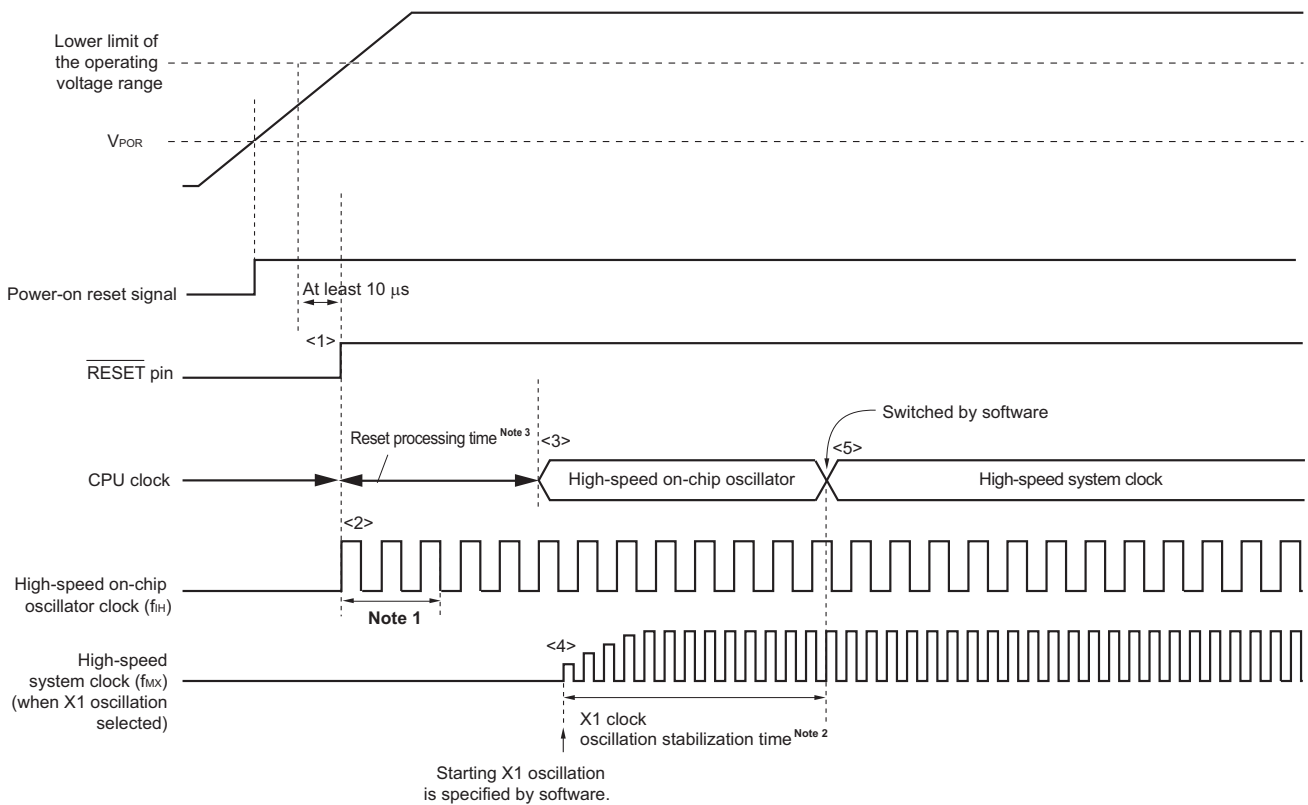 Lower limit of
the operating
voltage range
VPOR
Power-on reset signal
At least 10 μs
<1>
RESET pin
Switched by software
Reset processing time Note 3
<3>
<5>
CPU clock
High-speed on-chip oscillator
High-speed system clock
<2>
High-speed on-chip
oscillator clock (fIH)
Note 1
High-speed
system clock (fMX)
(when X1 oscillation
selected)
<4>
X1 clock
oscillation stabilization time Note 2
Starting X1 oscillation
is specified by software.